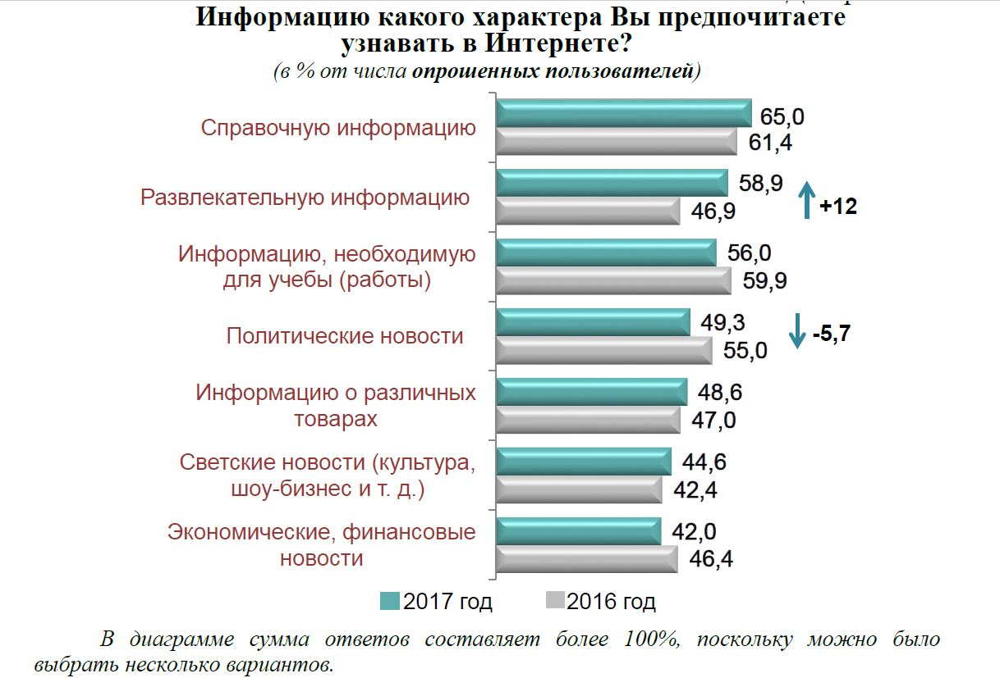 Информацию какого характера Вы предпочитаете
узнавать в Интернете?
(в % от числа опрошенных пользователей)
Справочную информацию
65,0
61,4
Развлекательную информацию
58,9
46,9
+12
Информацию, необходимую
для учебы (работы)
56,0
59,9
Политические новости
49,3
55,0
-5,7
Информацию о различных
товарах
48,6
47,0
Светские новости (культура,
шоу-бизнес и т. д.)
44,6
42,4
Экономические, финансовые
новости
42,0
46,4
2017 год 2016 год
В диаграмме сумма ответов составляет более 100%, поскольку можно было
выбрать несколько вариантов.